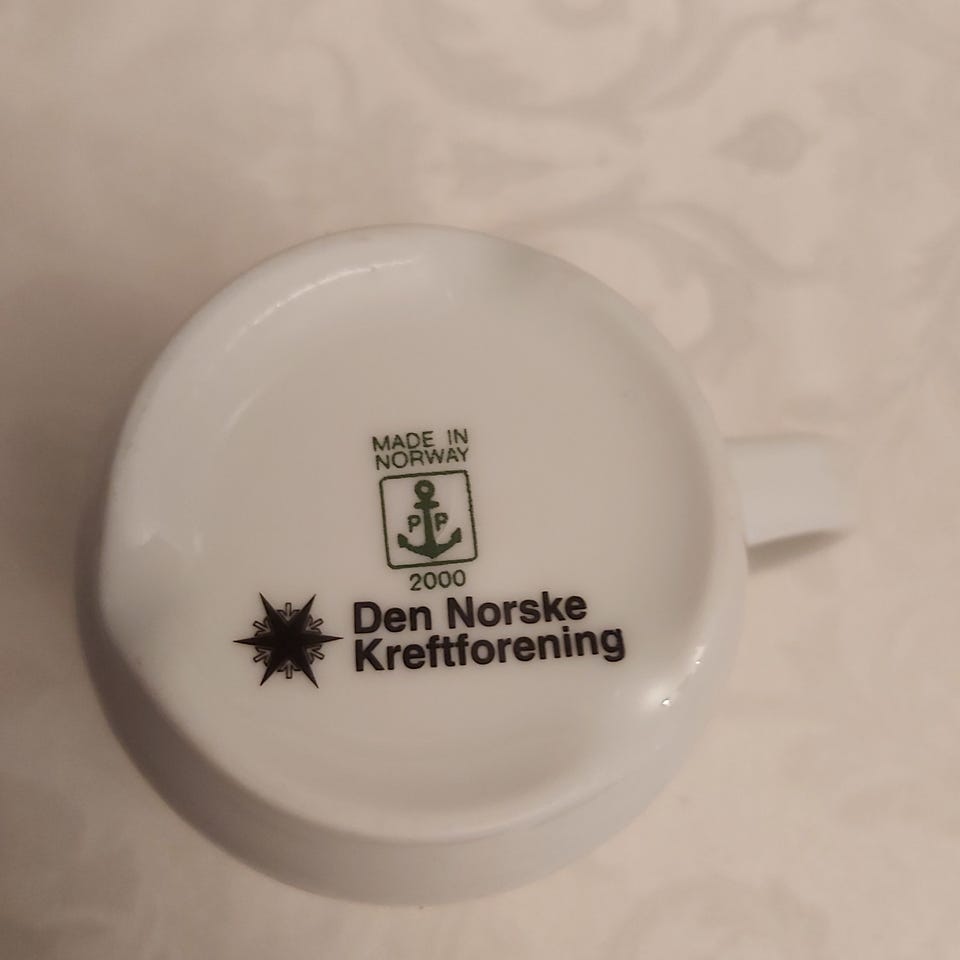 MADE IN
NORWAY
P P
2000
Den Norske
Kreftforening